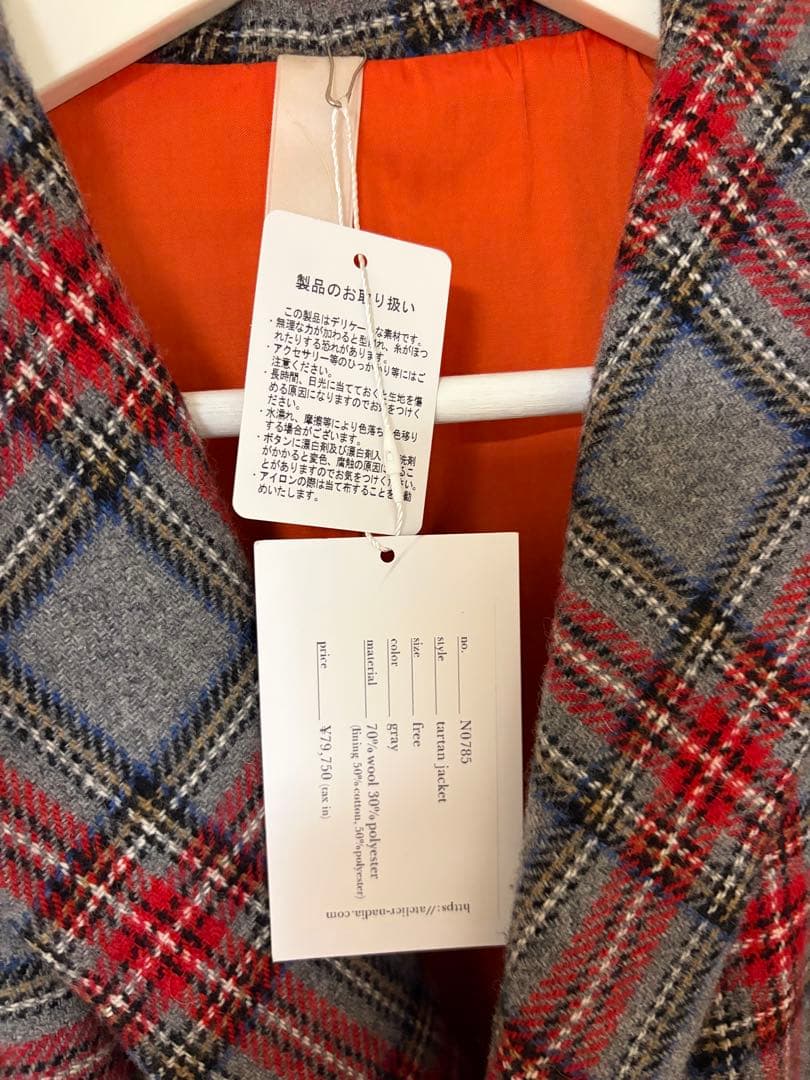 製品のお取り扱い
この製品はデリケートな素材です。
・無理な力が加わると型崩れ、糸がほつ
れたりする恐れがあります。
・アクセサリー等のひっかかり等にはご
注意ください。
・長時間、日光に当てておくと生地を傷
める原因になりますのでお気をつけく
ださい。
・水濡れ、摩擦等により色落ち、色移り
する場合がございます。
・ボタンに漂白剤及び漂白剤入 洗剤
がかかると変色、腐触の原因になるこ
とがありますのでお気をつけください。
・アイロンの際は当て布することをお勧
めいたします。
no. N0785
style tartan jacket
size free
color gray
material 70% wool 30% polyester
(lining 50% cotton, 50% polyester)
price ¥79,750 (tax in)
https://atelier-nadia.com